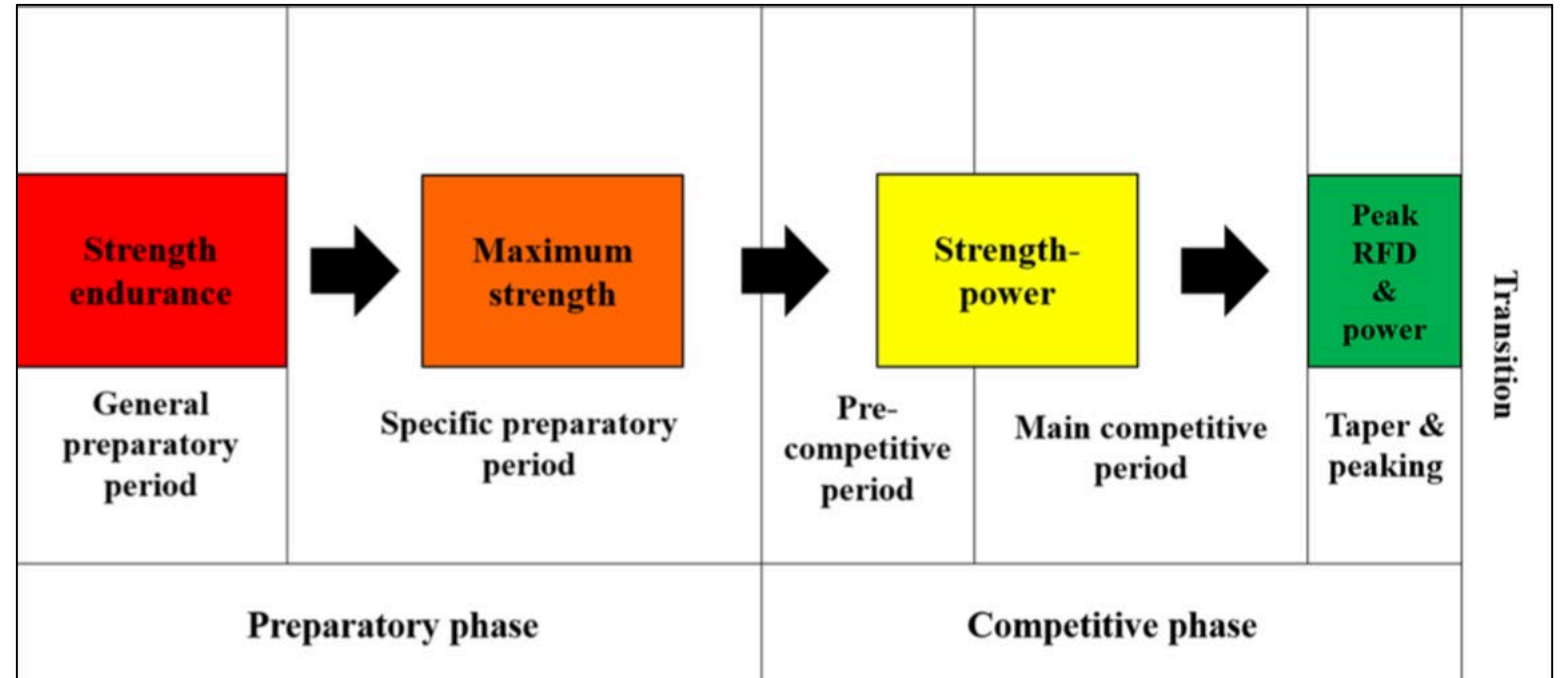 Strength
endurance
Maximum
strength
Strength-
power
Peak
RFD
&
power
Transition
General
preparatory
period
Specific preparatory
period
Pre-
competitive
period
Main competitive
period
Taper &
peaking
Preparatory phase
Competitive phase